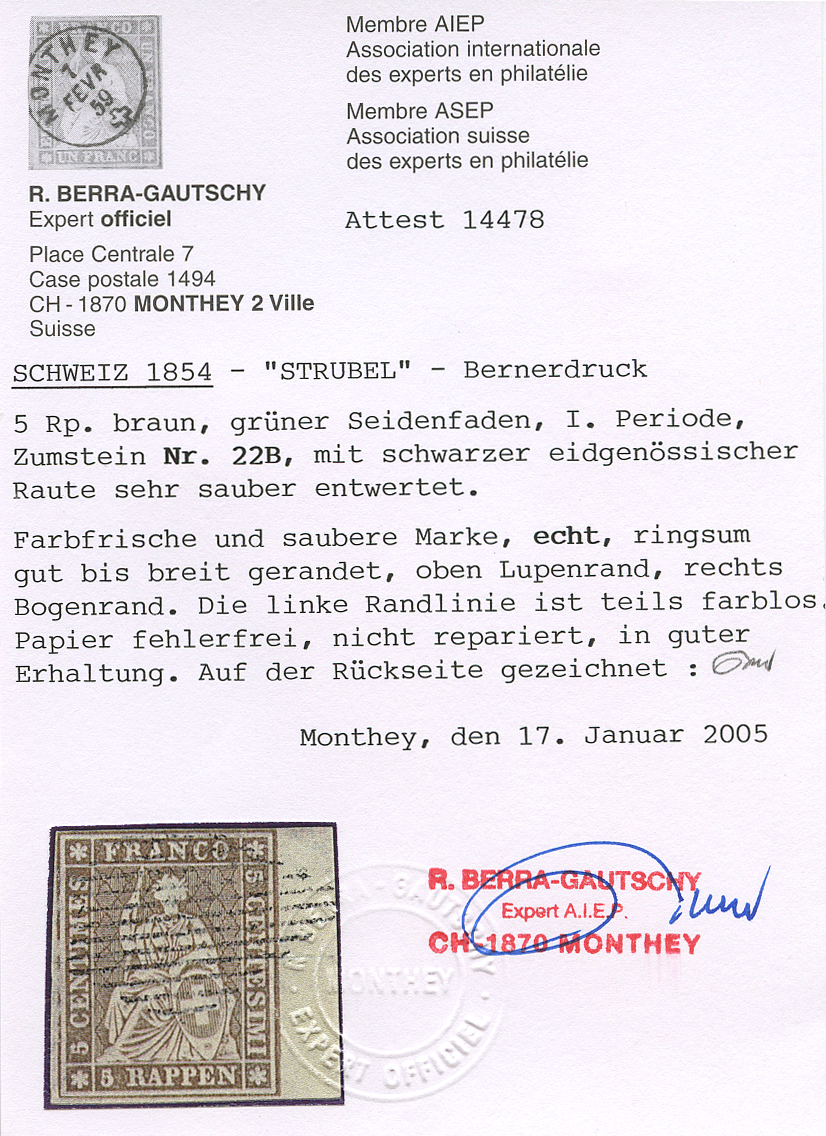 FRANCO
MONTHEY
7
FEVR
59
UN FRANC
Membre AIEP
Association internationale
des experts en philatélie
Membre ASEP
Association suisse
des experts en philatélie
R. BERRA-GAUTSCHY
Expert officiel
Place Centrale 7
Case postale 1494
CH - 1870 MONTHEY 2 Ville
Suisse
Attest 14478
SCHWEIZ 1854 - "STRUBEL" - Bernerdruck
5 Rp. braun, grüner Seidenfaden, I. Periode,
Zumstein Nr. 22B, mit schwarzer eidgenössischer
Raute sehr sauber entwertet.
Farbfrische und saubere Marke, echt, ringsum
gut bis breit gerandet, oben Lupenrand, rechts
Bogenrand. Die linke Randlinie ist teils farblos.
Papier fehlerfrei, nicht repariert, in guter
Erhaltung. Auf der Rückseite gezeichnet :
Monthey, den 17. Januar 2005
FRANCO
5 CENTIMES
5 CENTESIMI
5 RAPPEN
GAUTSCHY
MONTHEY
EXPERT OFFICIEL
R. BERRA-GAUTSCHY
Expert A.I.E.P.
CH-1870 MONTHEY